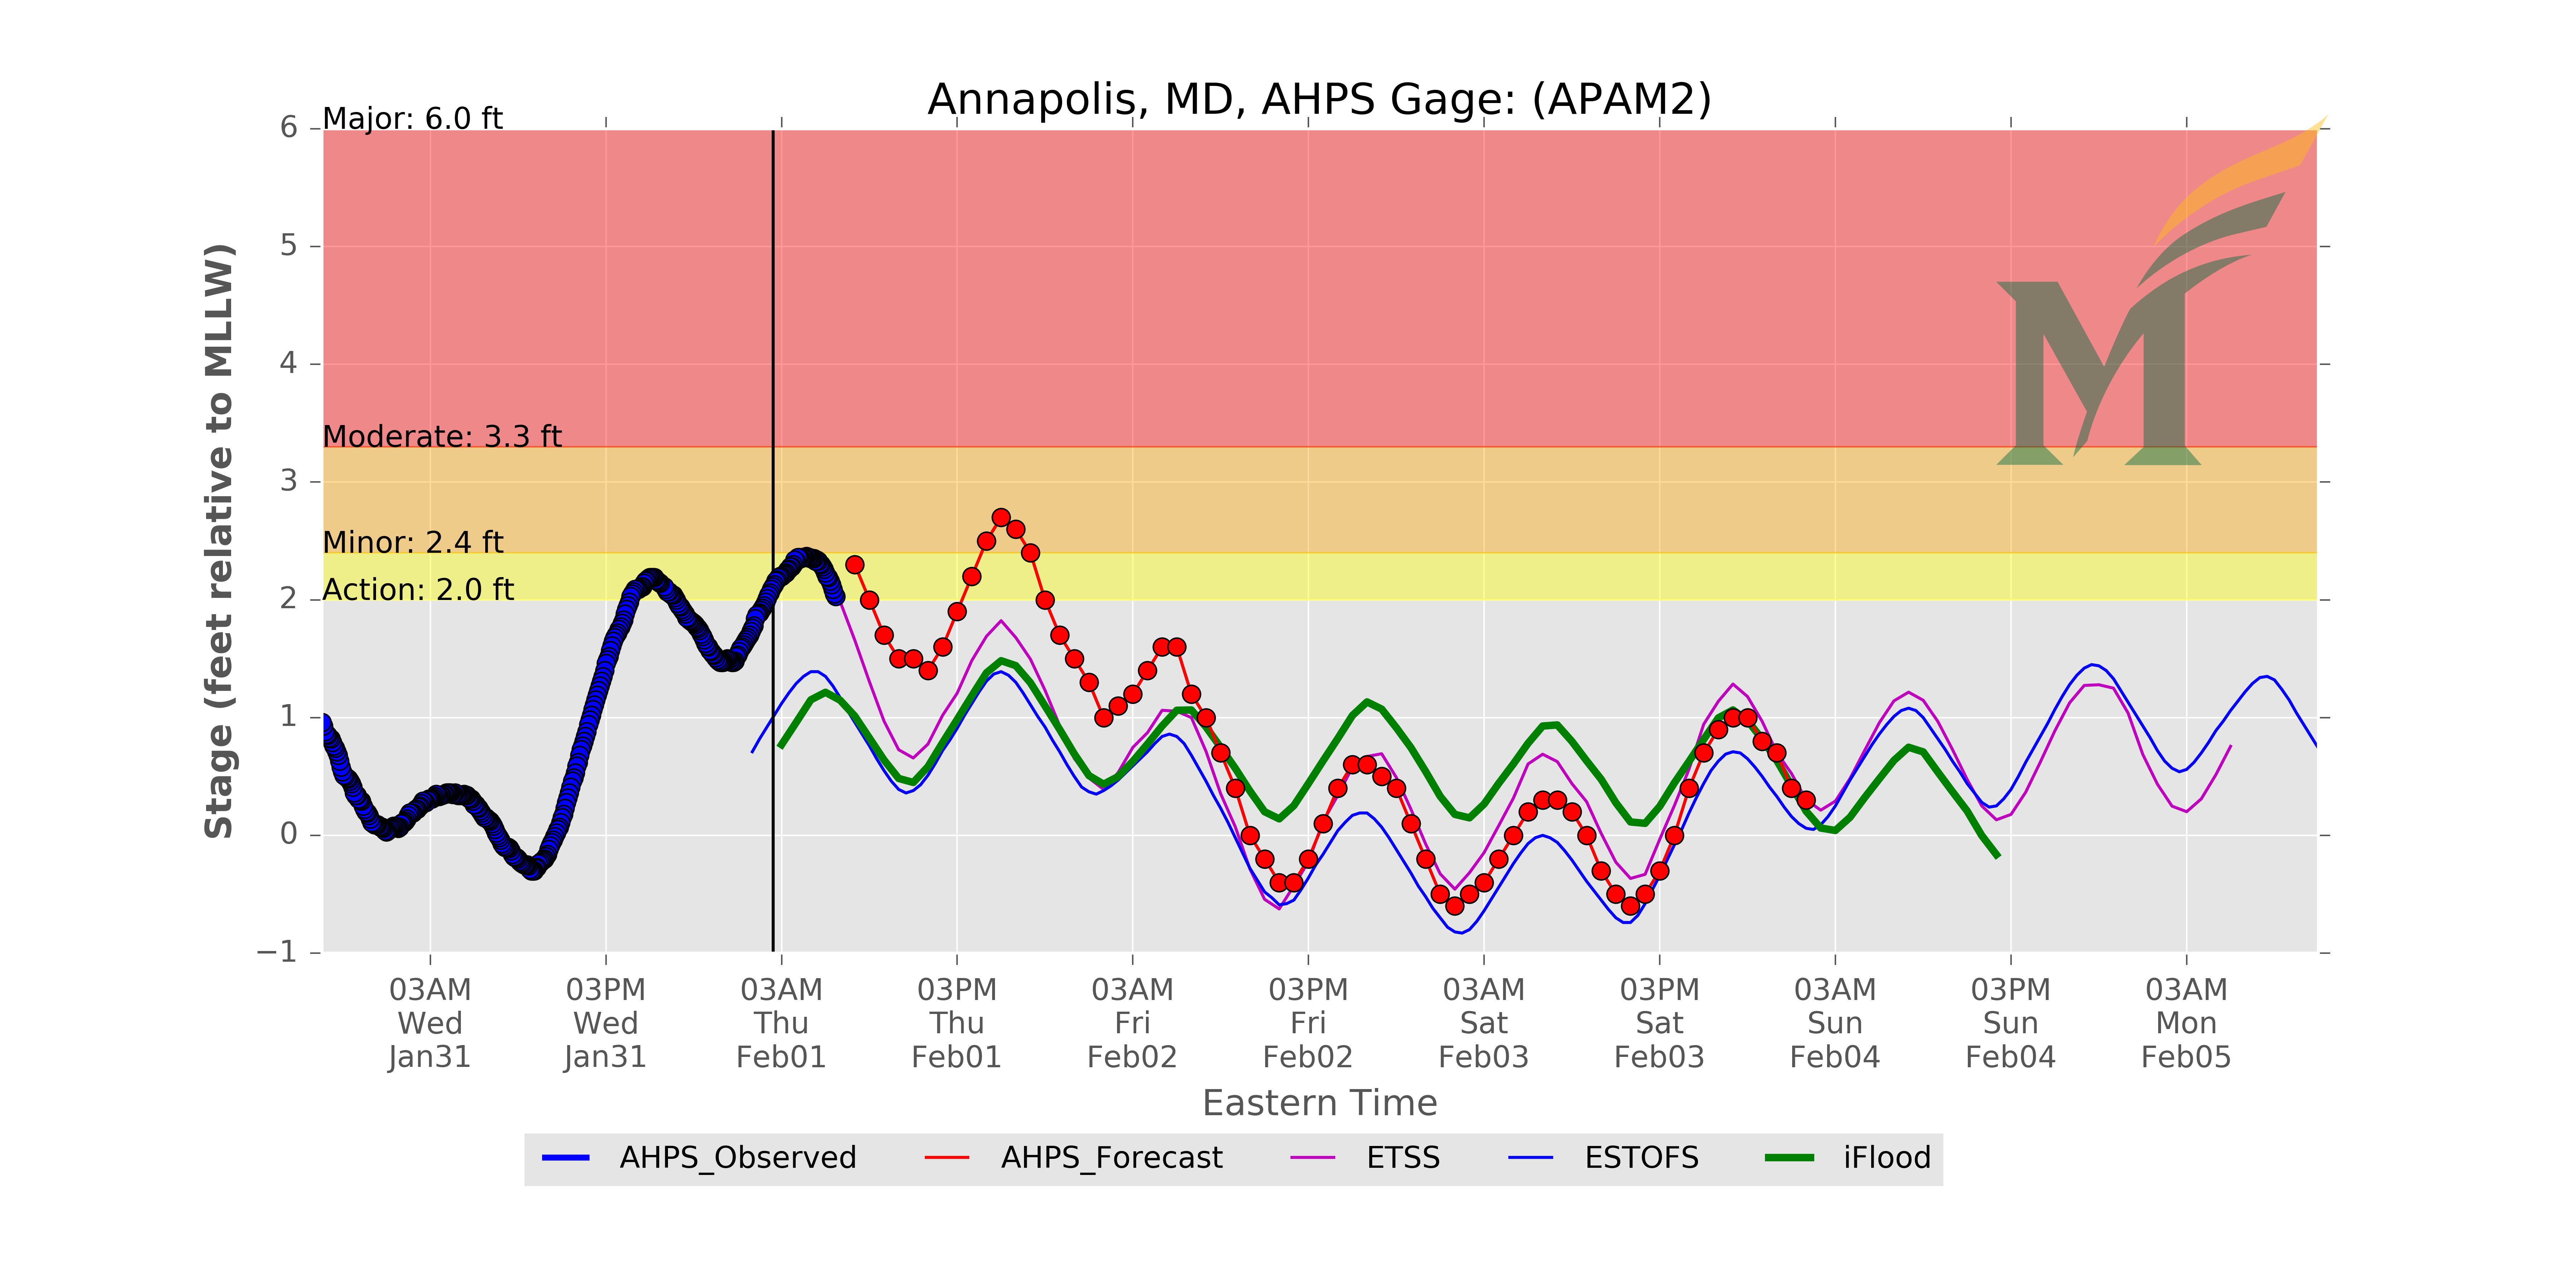 Annapolis, MD, AHPS Gage: (APAM2)
Major: 6.0 ft
Moderate: 3.3 ft
Minor: 2.4 ft
Action: 2.0 ft
Stage (feet relative to MLLW)
6
5
4
3
2
1
0
−1
03AM
Wed
Jan31
03PM
Wed
Jan31
03AM
Thu
Feb01
03PM
Thu
Feb01
03AM
Fri
Feb02
03PM
Fri
Feb02
03AM
Sat
Feb03
03PM
Sat
Feb03
03AM
Sun
Feb04
03PM
Sun
Feb04
03AM
Mon
Feb05
Eastern Time
AHPS_Observed AHPS_Forecast ETSS ESTOFS iFlood
M